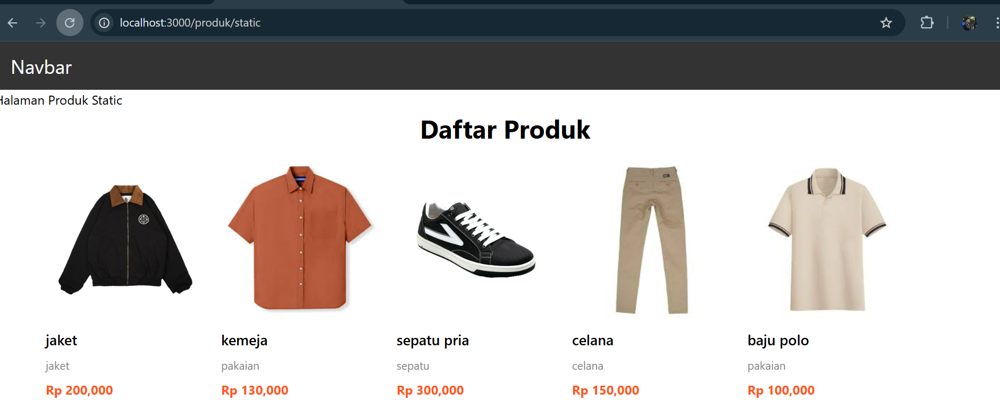 localhost:3000/produk/static
Navbar
Halaman Produk Static
Daftar Produk
jaket
jaket
Rp 200,000
kemeja
pakaian
Rp 130,000
sepatu pria
sepatu
Rp 300,000
celana
celana
Rp 150,000
baju polo
pakaian
Rp 100,000